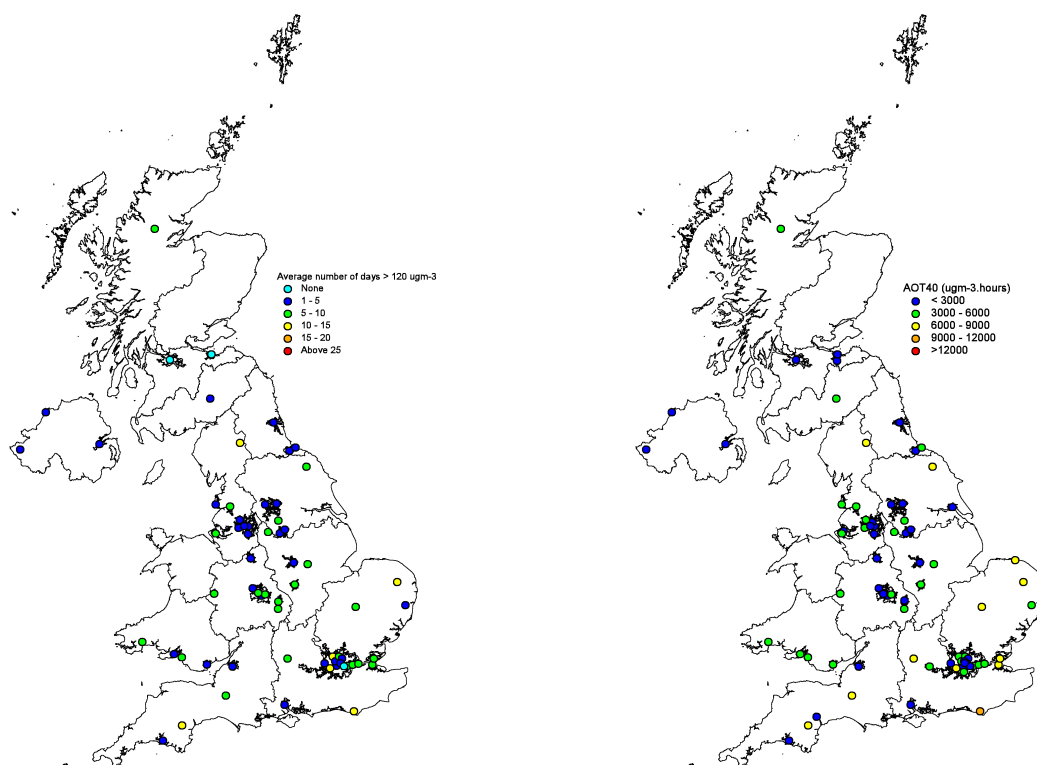 Average number of days > 120 ugm-3
None
1 - 5
5 - 10
10 - 15
15 - 20
Above 25
AOT40 (ugm-3.hours)
< 3000
3000 - 6000
6000 - 9000
9000 - 12000
>12000